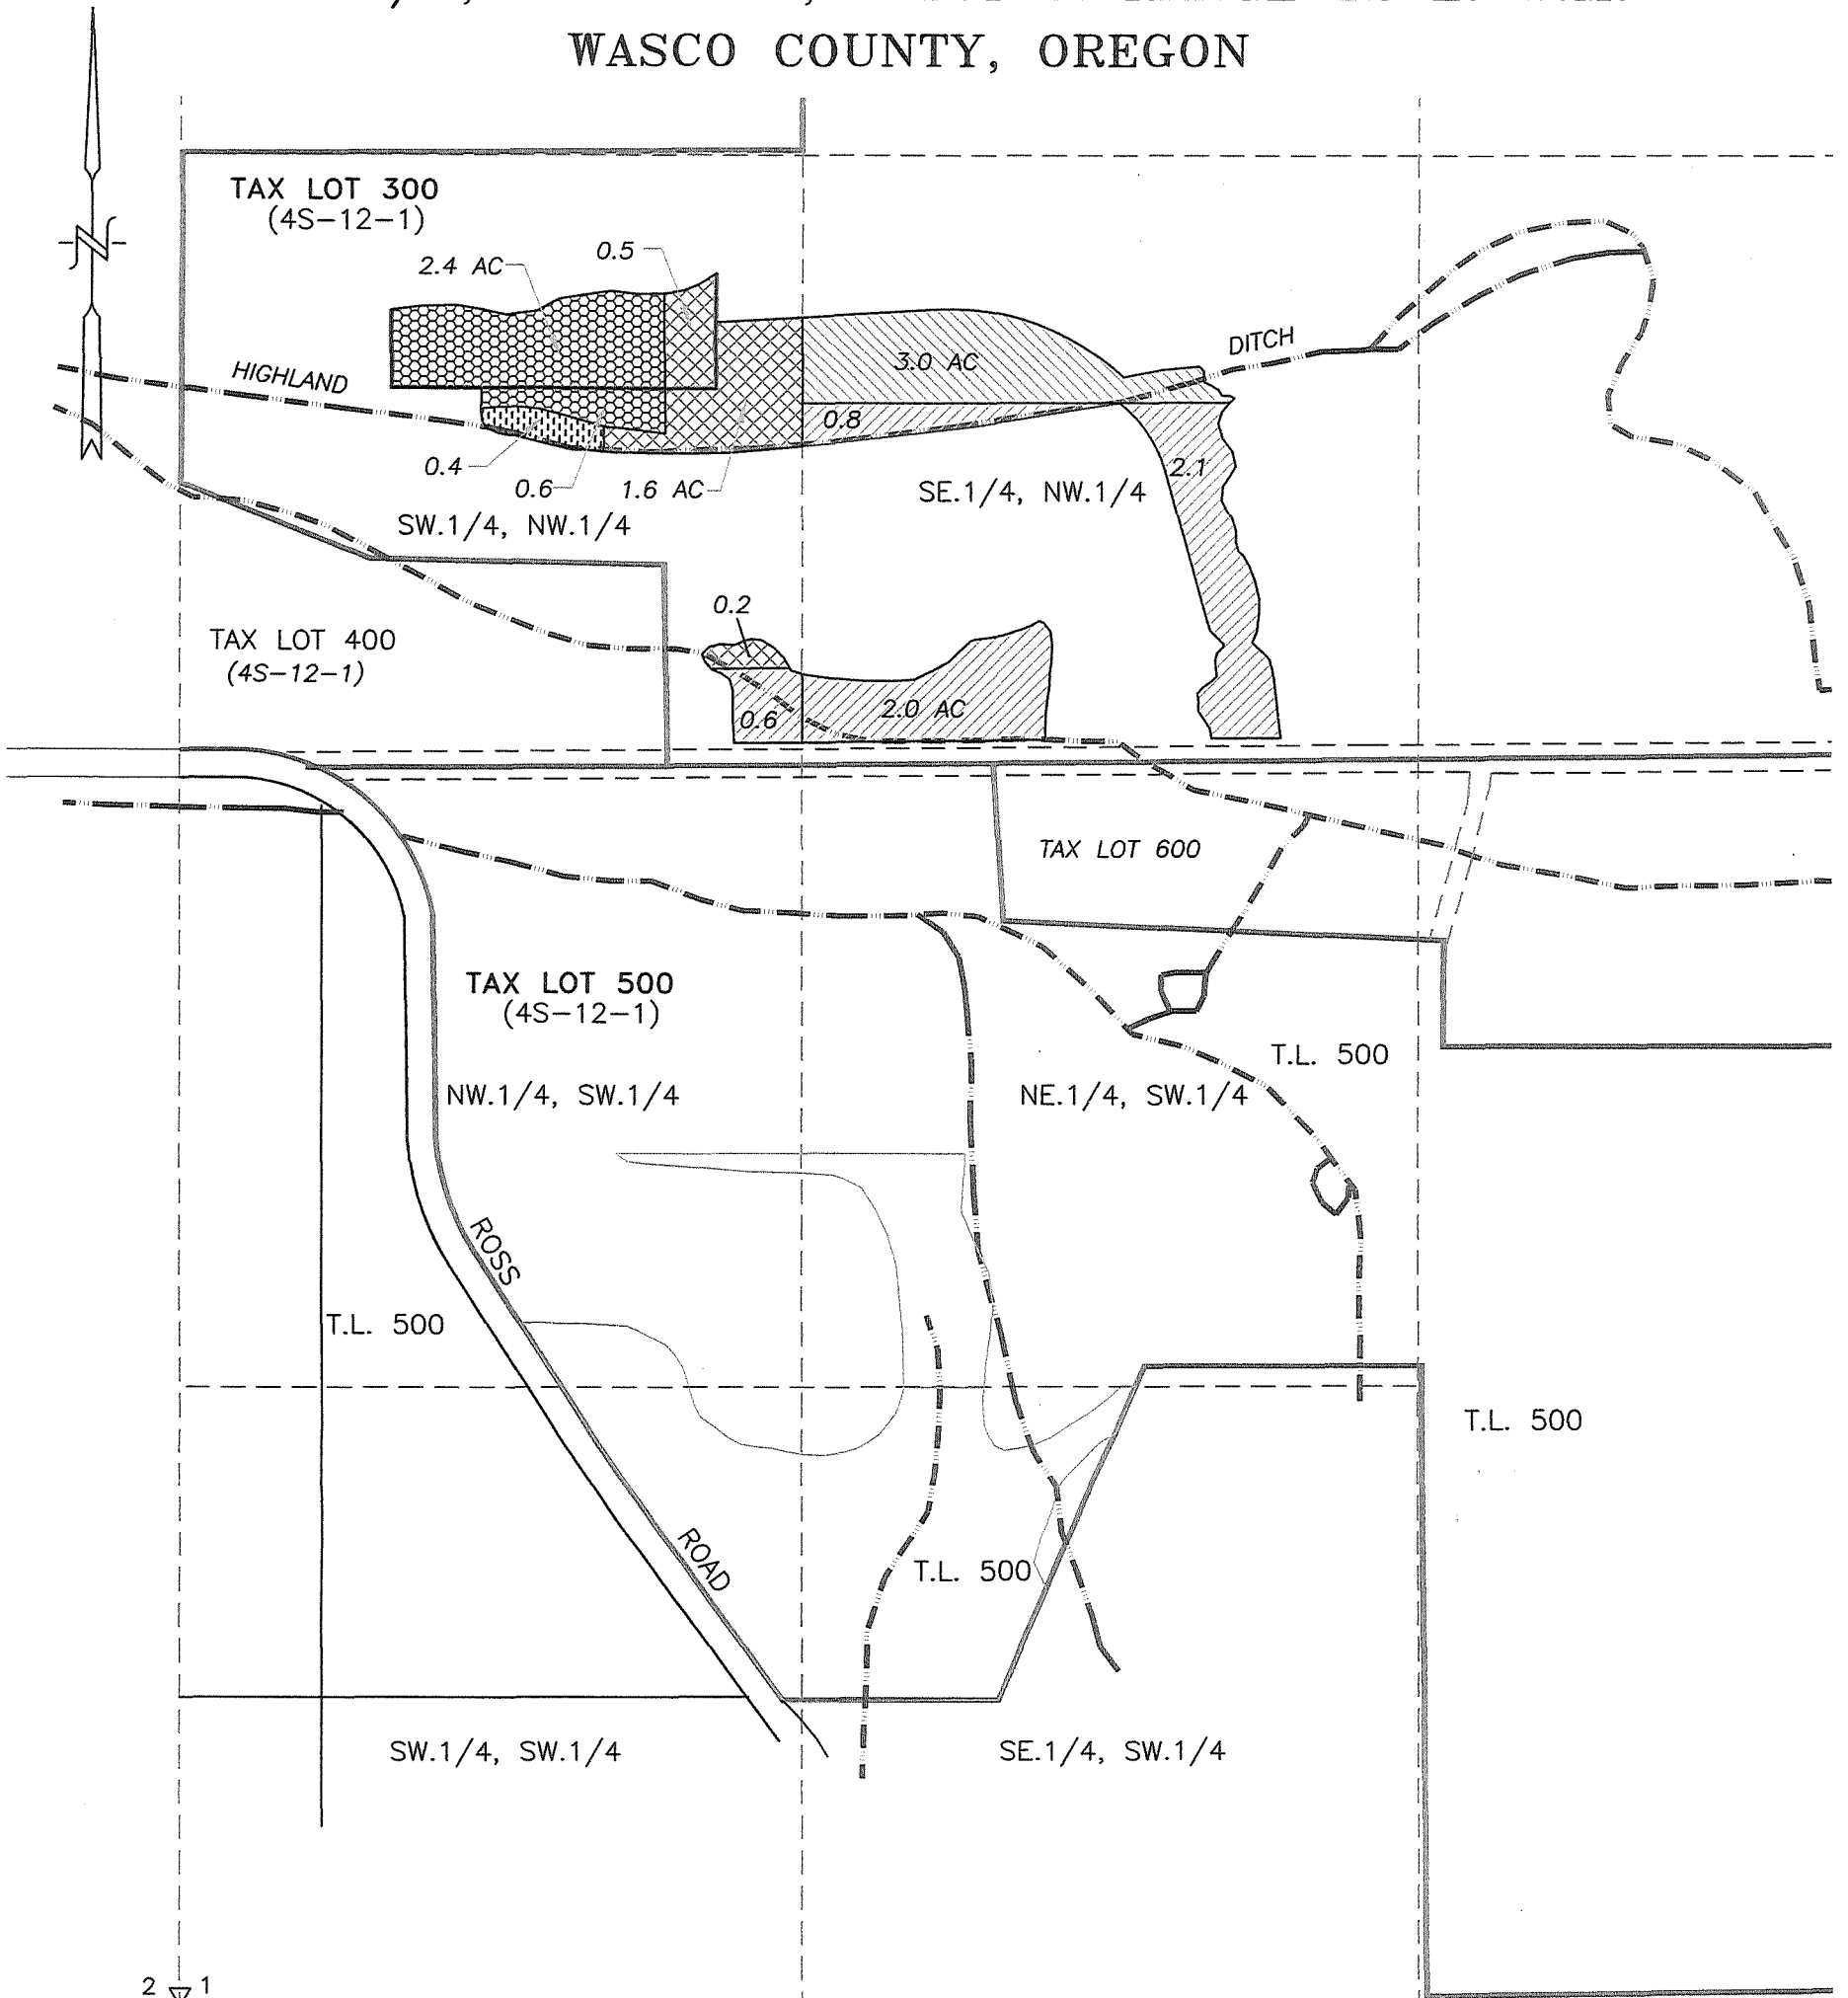 WASCO COUNTY, OREGON
N
TAX LOT 300
(4S-12-1)
2.4 AC
0.5
HIGHLAND
DITCH
3.0 AC
0.8
2.1
0.4
0.6
1.6 AC
SE.1/4, NW.1/4
SW.1/4, NW.1/4
0.2
TAX LOT 400
(4S-12-1)
0.6
2.0 AC
TAX LOT 600
TAX LOT 500
(4S-12-1)
T.L. 500
NW.1/4, SW.1/4
NE.1/4, SW.1/4
ROSS
T.L. 500
T.L. 500
ROAD
T.L. 500
SW.1/4, SW.1/4
SE.1/4, SW.1/4
2 1